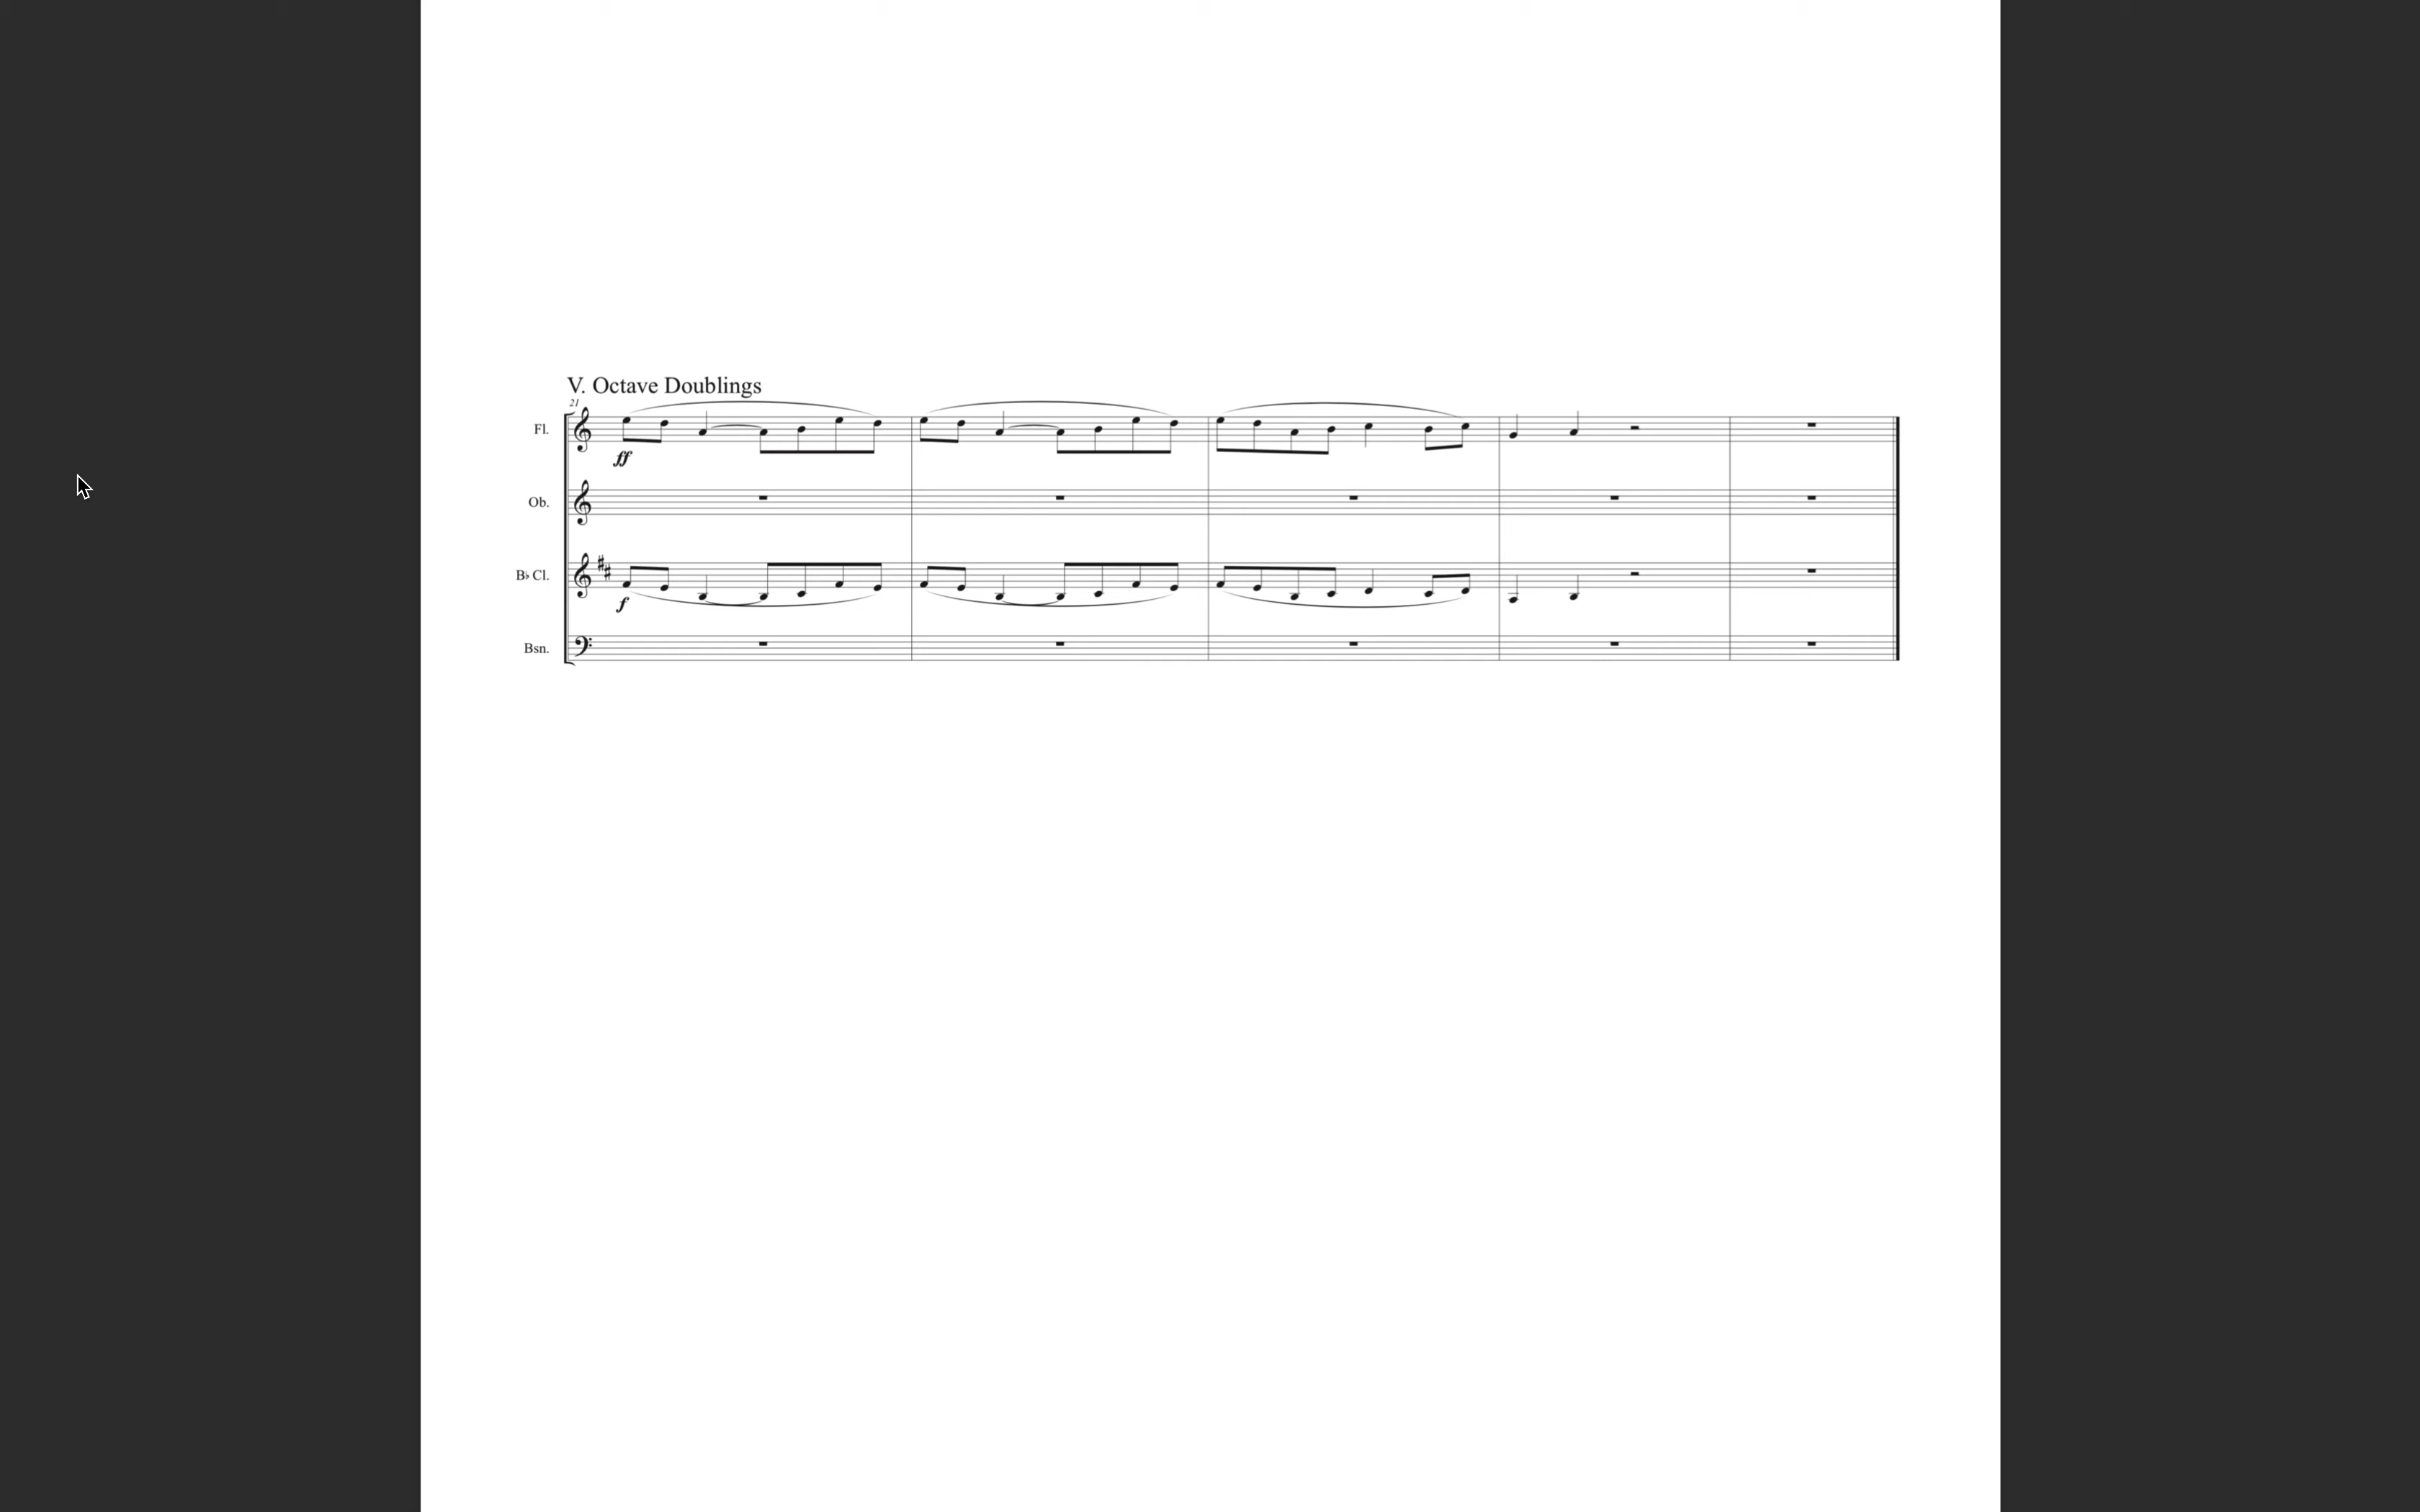 V. Octave Doublings
21
Fl.
ff
Ob.
B♭ Cl.
f
Bsn.